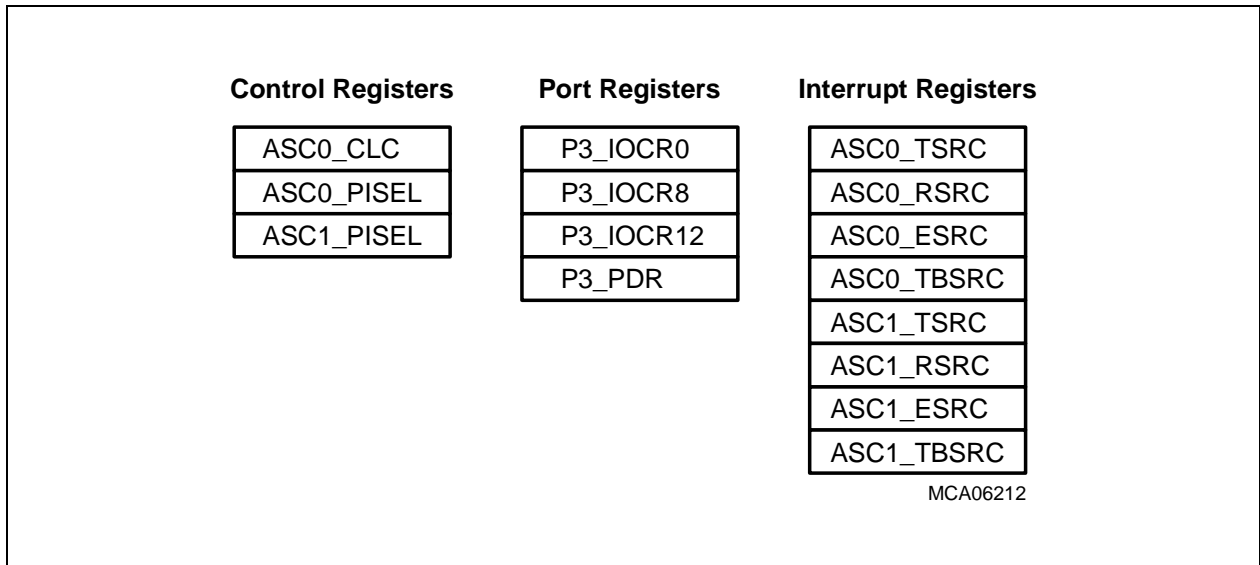 Control Registers
ASC0_CLC
ASC0_PISEL
ASC1_PISEL
Port Registers
P3_IOCR0
P3_IOCR8
P3_IOCR12
P3_PDR
Interrupt Registers
ASC0_TSRC
ASC0_RSRC
ASC0_ESRC
ASC0_TBSRC
ASC1_TSRC
ASC1_RSRC
ASC1_ESRC
ASC1_TBSRC
MCA06212